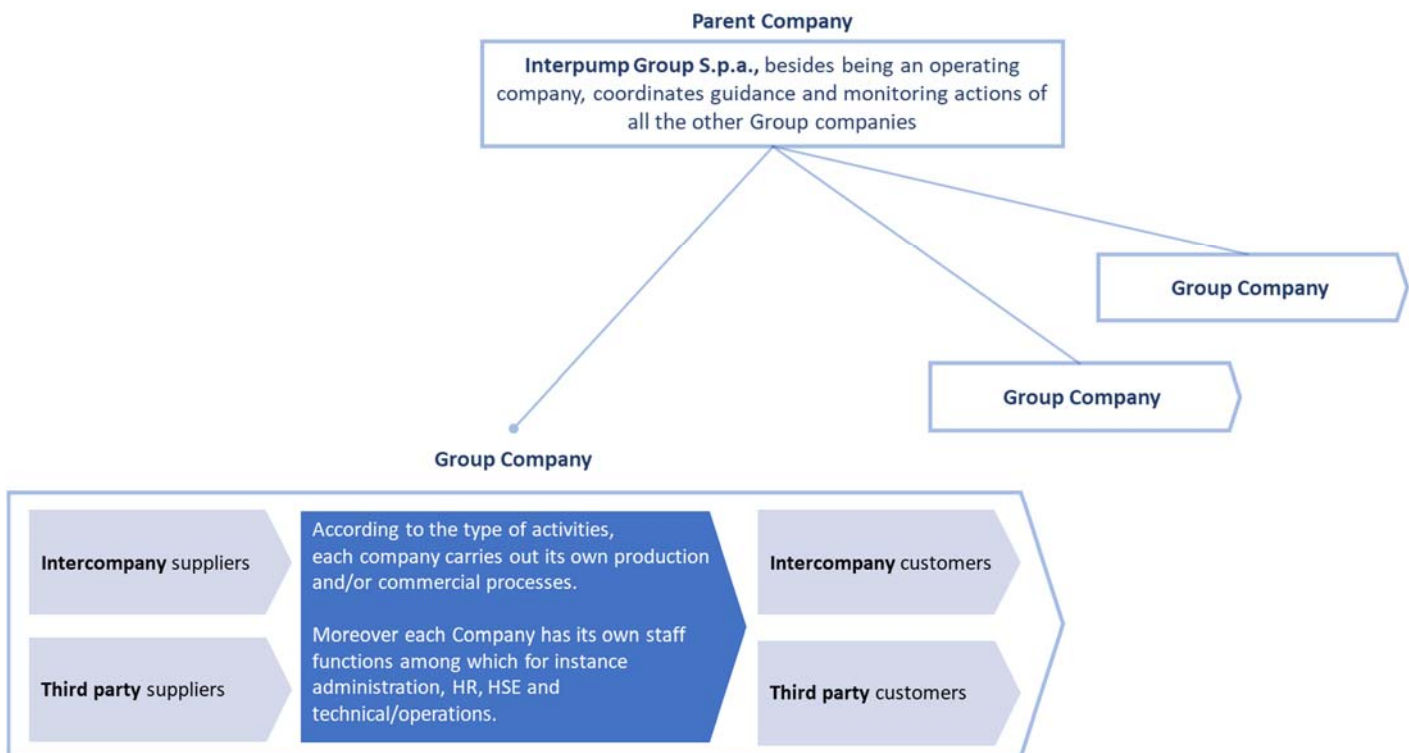 Parent Company
Interpump Group S.p.a., besides being an operating
company, coordinates guidance and monitoring actions of
all the other Group companies
Group Company
Group Company
Group Company
Intercompany suppliers
Third party suppliers
According to the type of activities,
each company carries out its own production
and/or commercial processes.
Moreover each Company has its own staff
functions among which for instance
administration, HR, HSE and
technical/operations.
Intercompany customers
Third party customers